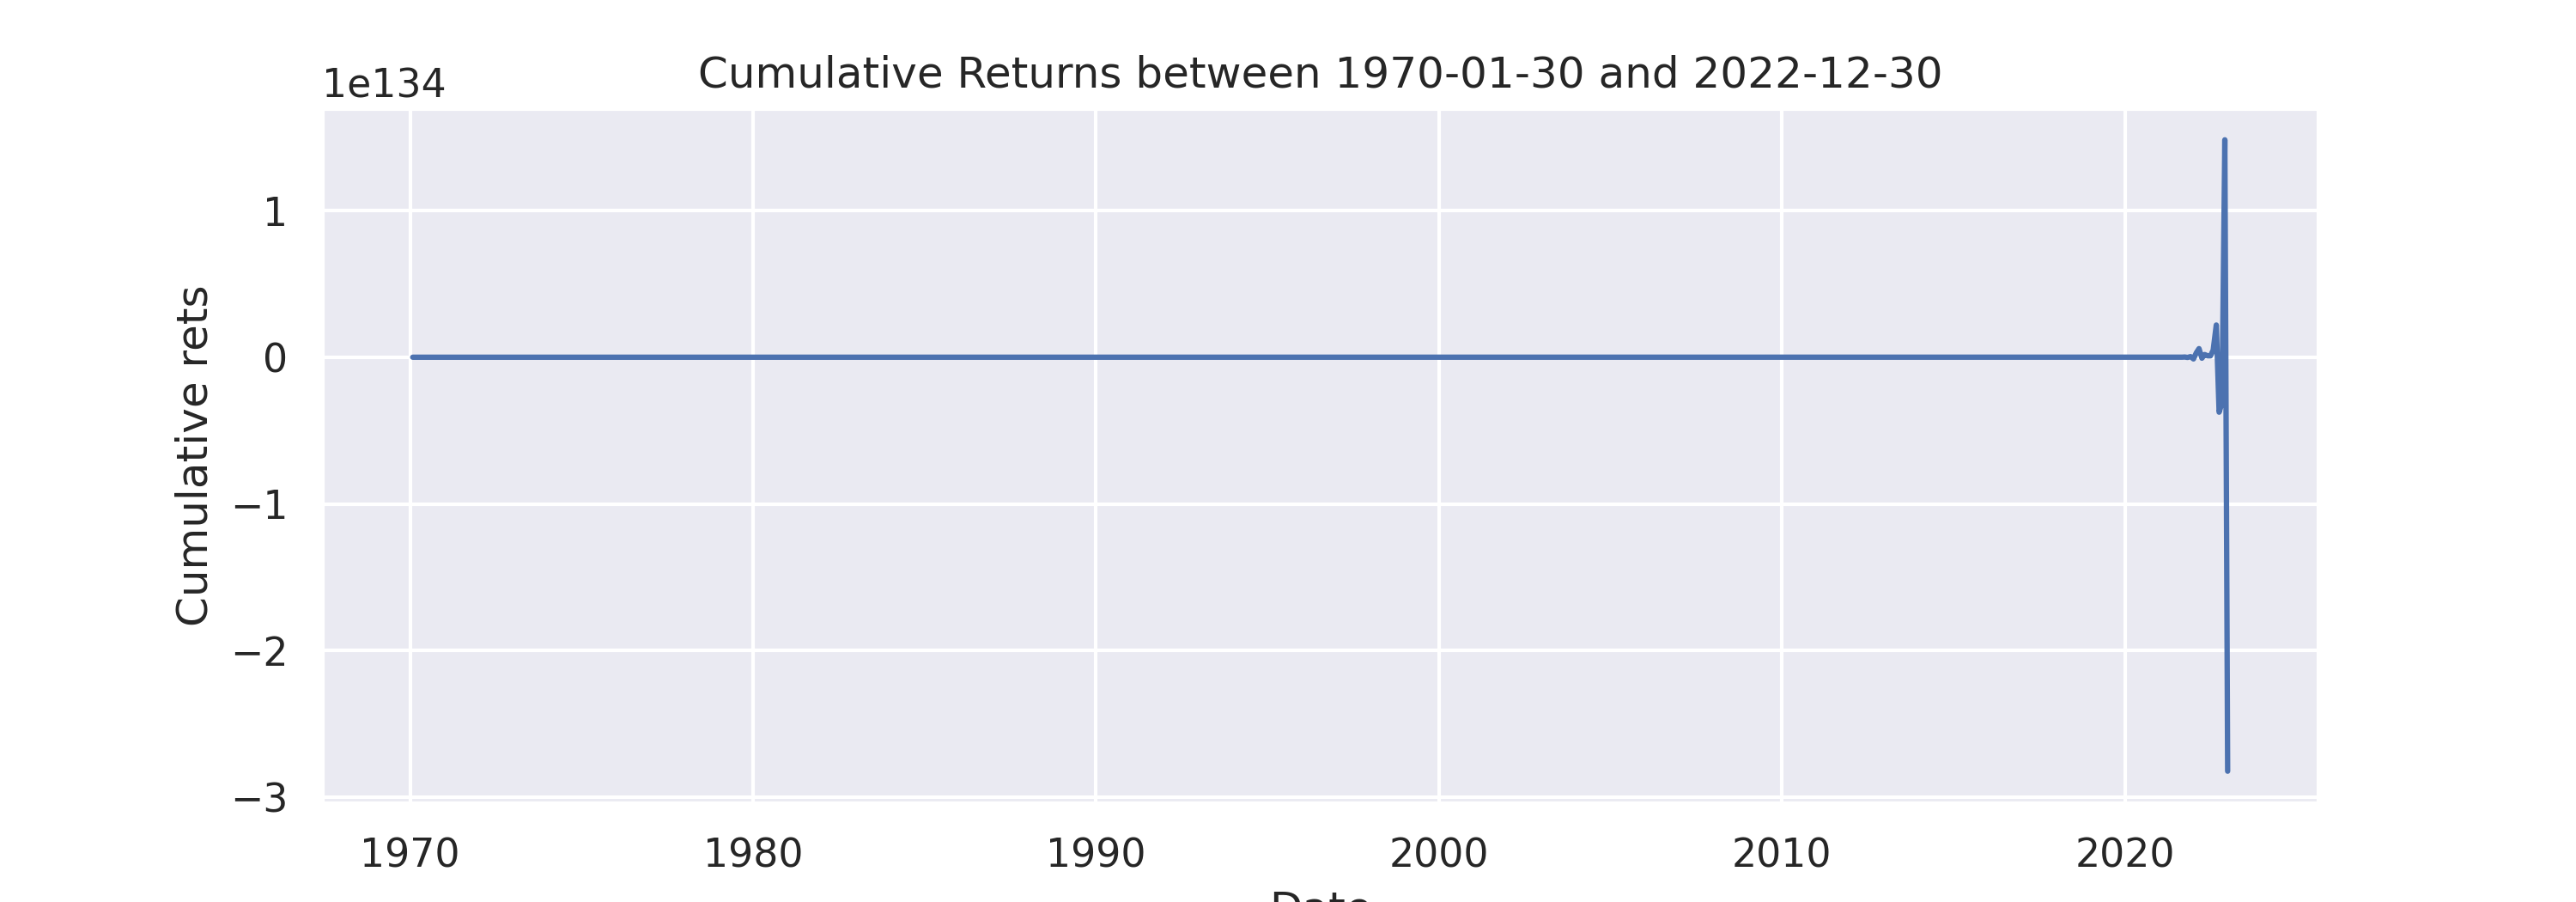 Cumulative Returns between 1970-01-30 and 2022-12-30
1e134
1
0
−1
−2
−3
Cumulative rets
1970 1980 1990 2000 2010 2020
Date